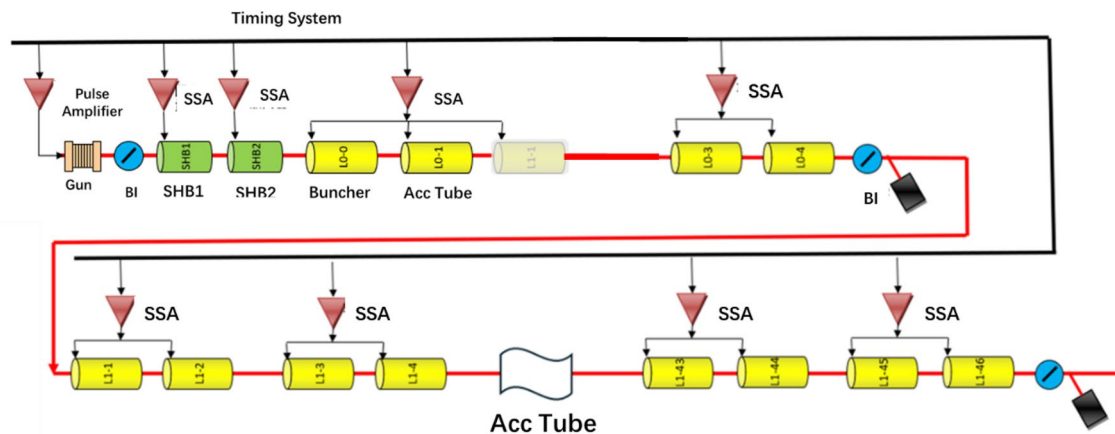 Timing System
Pulse
Amplifier
SSA
SSA
SSA
SSA
SHB1
SHB2
L0-0
L0-1
L1-1
L0-3
L0-4
Gun
BI
SHB1
SHB2
Buncher
Acc Tube
BI
SSA
SSA
SSA
SSA
L1-1
L1-2
L1-3
L1-4
L1-43
L1-44
L1-45
L1-46
Acc Tube